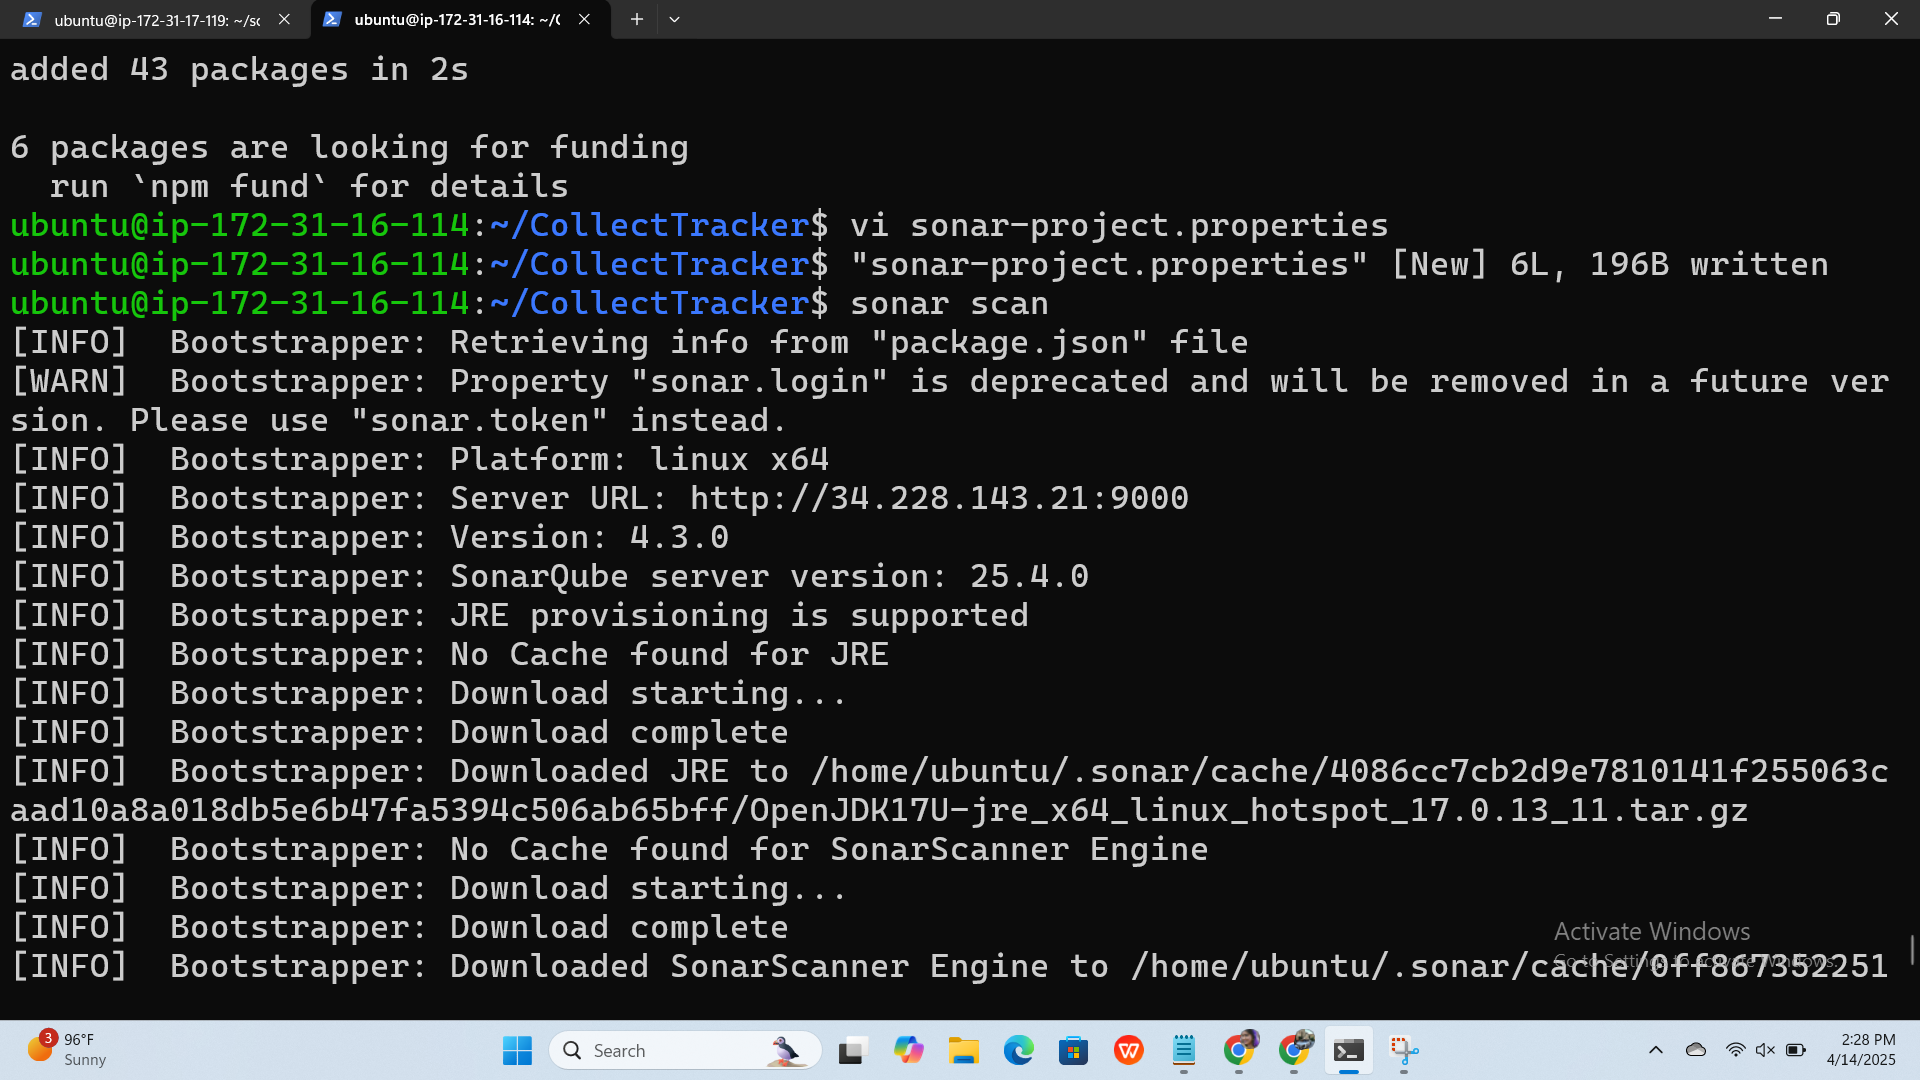 ubuntu@ip-172-31-17-119: ~/sc
ubuntu@ip-172-31-16-114: ~/C
added 43 packages in 2s
6 packages are looking for funding
run `npm fund` for details
ubuntu@ip-172-31-16-114:~/CollectTracker$ vi sonar-project.properties
ubuntu@ip-172-31-16-114:~/CollectTracker$ "sonar-project.properties" [New] 6L, 196B written
ubuntu@ip-172-31-16-114:~/CollectTracker$ sonar scan
[INFO]  Bootstrapper: Retrieving info from "package.json" file
[WARN]  Bootstrapper: Property "sonar.login" is deprecated and will be removed in a future ver
sion. Please use "sonar.token" instead.
[INFO]  Bootstrapper: Platform: linux x64
[INFO]  Bootstrapper: Server URL: http://34.228.143.21:9000
[INFO]  Bootstrapper: Version: 4.3.0
[INFO]  Bootstrapper: SonarQube server version: 25.4.0
[INFO]  Bootstrapper: JRE provisioning is supported
[INFO]  Bootstrapper: No Cache found for JRE
[INFO]  Bootstrapper: Download starting...
[INFO]  Bootstrapper: Download complete
[INFO]  Bootstrapper: Downloaded JRE to /home/ubuntu/.sonar/cache/4086cc7cb2d9e7810141f255063c
aad10a8a018db5e6b47fa5394c506ab65bff/OpenJDK17U-jre_x64_linux_hotspot_17.0.13_11.tar.gz
[INFO]  Bootstrapper: No Cache found for SonarScanner Engine
[INFO]  Bootstrapper: Download starting...
[INFO]  Bootstrapper: Download complete
[INFO]  Bootstrapper: Downloaded SonarScanner Engine to /home/ubuntu/.sonar/cache/0ff867352251
Activate Windows
Go to Settings to activate Windows.
3
96°F
Sunny
Search
2:28 PM
4/14/2025